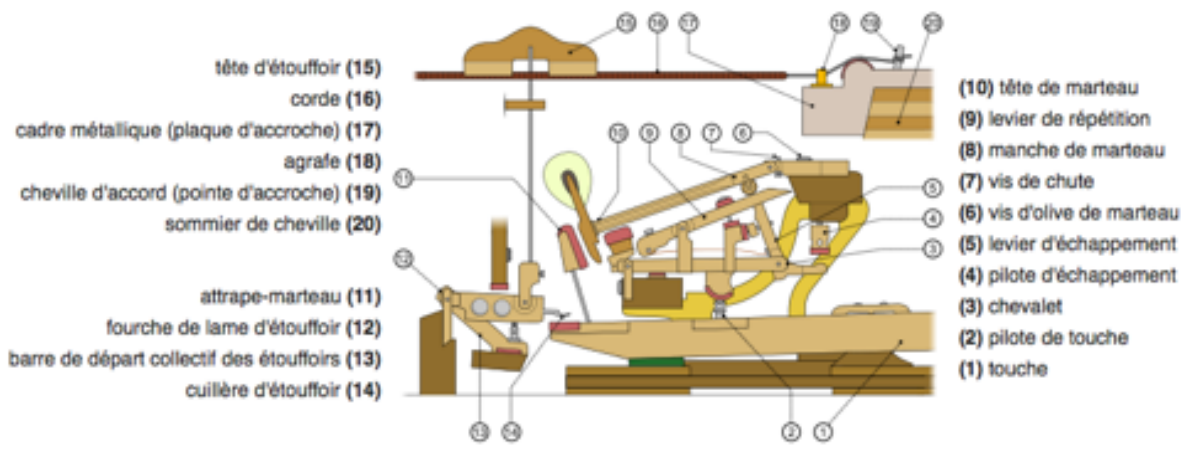 15
16
17
18
19
20
tête d'étouffoir (15)
corde (16)
cadre métallique (plaque d'accroche) (17)
agrafe (18)
cheville d'accord (pointe d'accroche) (19)
sommier de cheville (20)
attrape-marteau (11)
fourche de lame d'étouffoir (12)
barre de départ collectif des étouffoirs (13)
cuillère d'étouffoir (14)
10
9
8
7
6
11
5
4
3
12
13
14
2
1
(10) tête de marteau
(9) levier de répétition
(8) manche de marteau
(7) vis de chute
(6) vis d'olive de marteau
(5) levier d'échappement
(4) pilote d'échappement
(3) chevalet
(2) pilote de touche
(1) touche